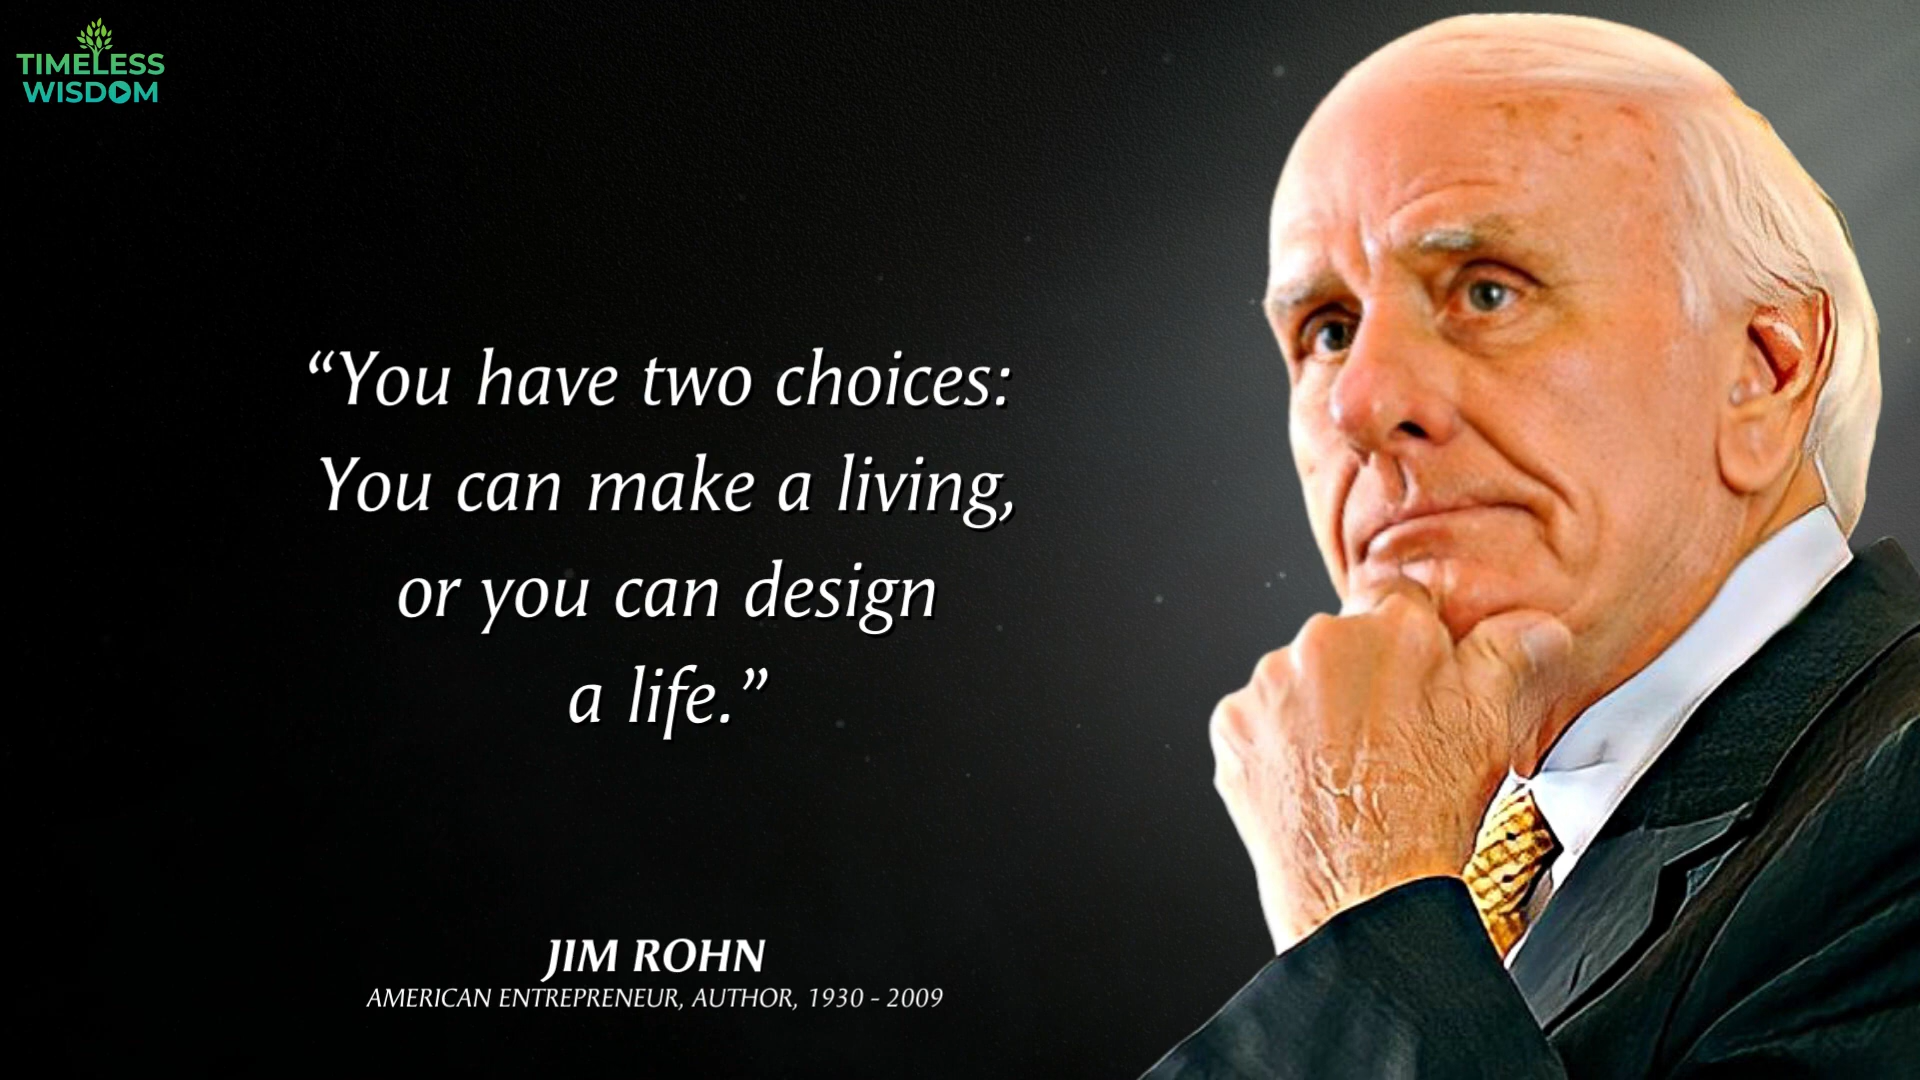 TIMELESS
WISDOM
“You have two choices:
You can make a living,
or you can design
a life.”
JIM ROHN
AMERICAN ENTREPRENEUR, AUTHOR, 1930 - 2009